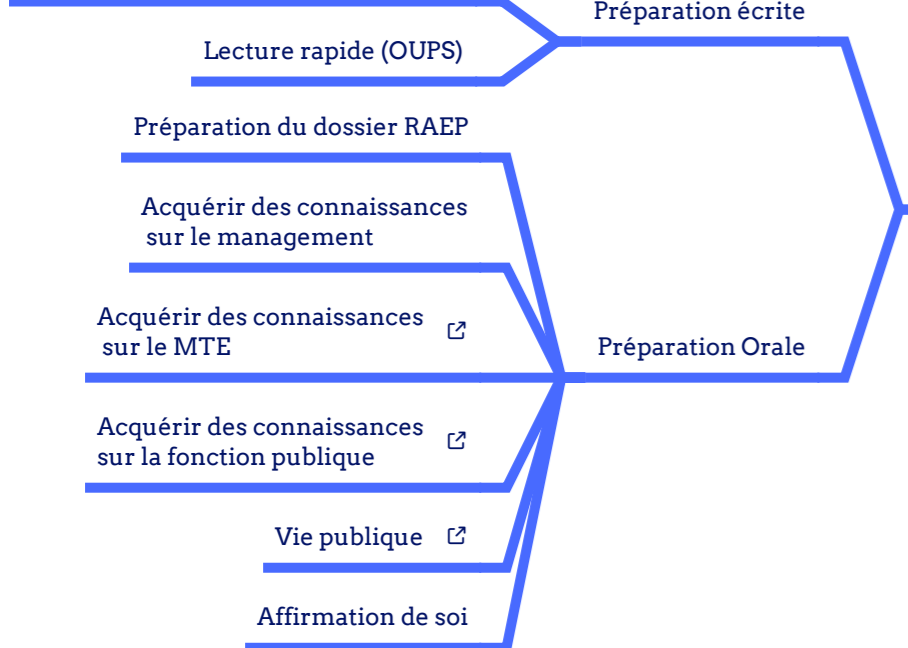 Préparation écrite
Lecture rapide (OUPS)
Préparation du dossier RAEP
Acquérir des connaissances
sur le management
Acquérir des connaissances
sur le MTE
Préparation Orale
Acquérir des connaissances
sur la fonction publique
Vie publique
Affirmation de soi